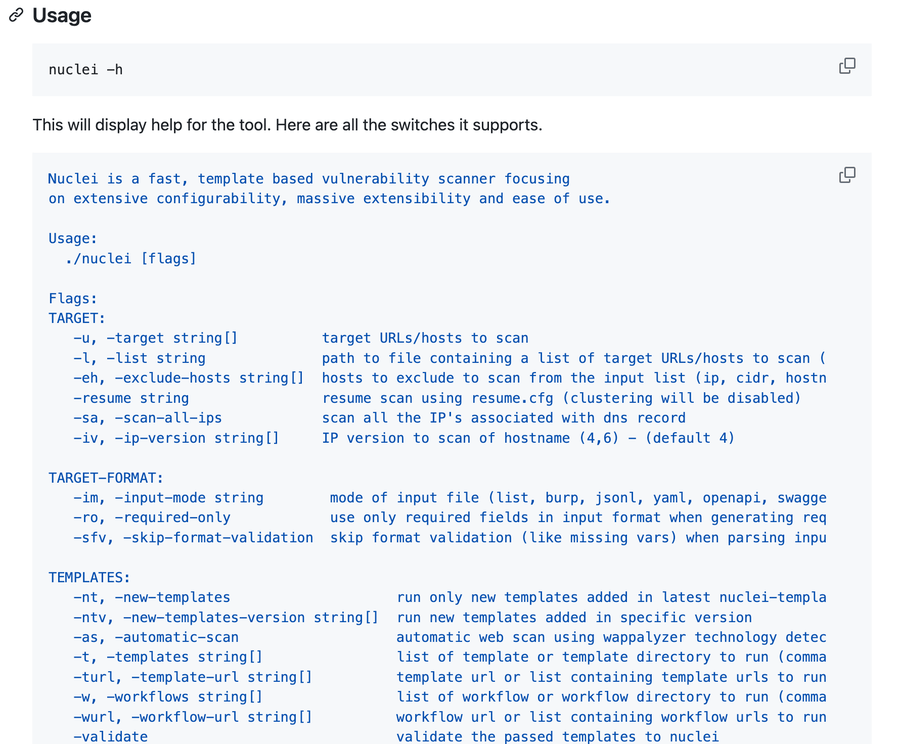 Usage
nuclei -h
This will display help for the tool. Here are all the switches it supports.
Nuclei is a fast, template based vulnerability scanner focusing
on extensive configurability, massive extensibility and ease of use.
Usage:
  ./nuclei [flags]
Flags:
TARGET:
   -u, -target string[]          target URLs/hosts to scan
   -l, -list string              path to file containing a list of target URLs/hosts to scan (
   -eh, -exclude-hosts string[]  hosts to exclude to scan from the input list (ip, cidr, hostn
   -resume string                resume scan using resume.cfg (clustering will be disabled)
   -sa, -scan-all-ips            scan all the IP's associated with dns record
   -iv, -ip-version string[]     IP version to scan of hostname (4,6) - (default 4)
TARGET-FORMAT:
   -im, -input-mode string        mode of input file (list, burp, jsonl, yaml, openapi, swagge
   -ro, -required-only            use only required fields in input format when generating req
   -sfv, -skip-format-validation  skip format validation (like missing vars) when parsing inpu
TEMPLATES:
   -nt, -new-templates                    run only new templates added in latest nuclei-templa
   -ntv, -new-templates-version string[]  run new templates added in specific version
   -as, -automatic-scan                   automatic web scan using wappalyzer technology detec
   -t, -templates string[]                list of template or template directory to run (comma
   -turl, -template-url string[]          template url or list containing template urls to run
   -w, -workflows string[]                list of workflow or workflow directory to run (comma
   -wurl, -workflow-url string[]          workflow url or list containing workflow urls to run
   -validate                              validate the passed templates to nuclei